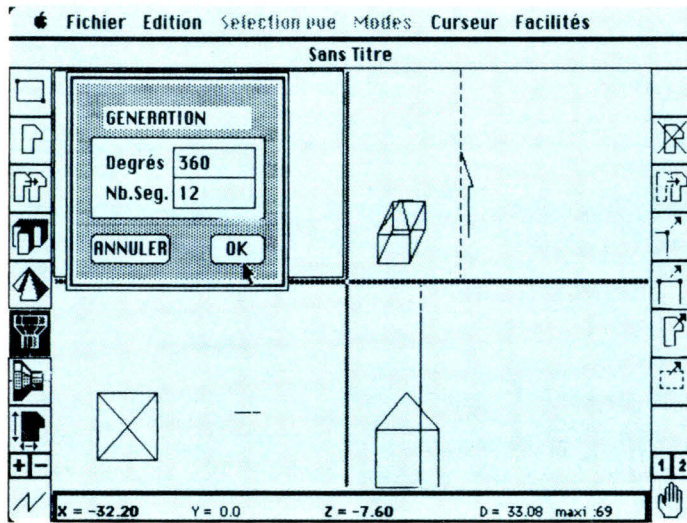 Fichier Edition Selection vue Modes Curseur Facilités
Sans Titre
GENERATION
Degrés 360
Nb.Seg. 12
ANNULER OK
+ - 1 2
X = -32.20 Y = 0.0 Z = -7.60 D = 33.08 maxi :69